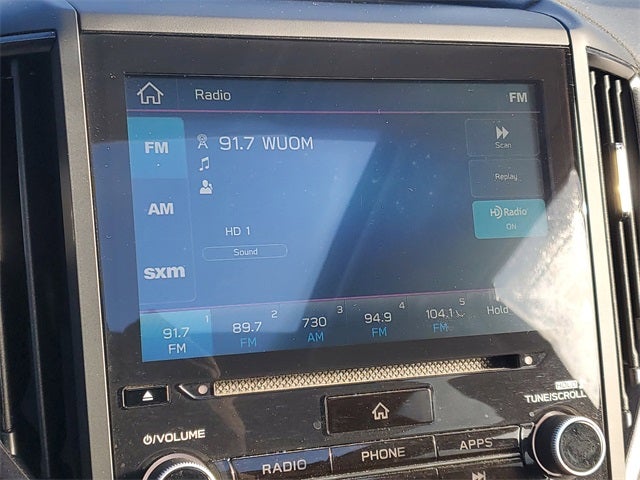 Radio FM
FM 91.7 WUOM Scan
Replay
AM
HD 1 HD Radio
ON
Sound
sxm
1 2 3 4 5
91.7 89.7 730 94.9 104.1 Hold
FM FM AM FM FM
HOLD
TUNE/SCROLL
VOLUME
RADIO PHONE APPS